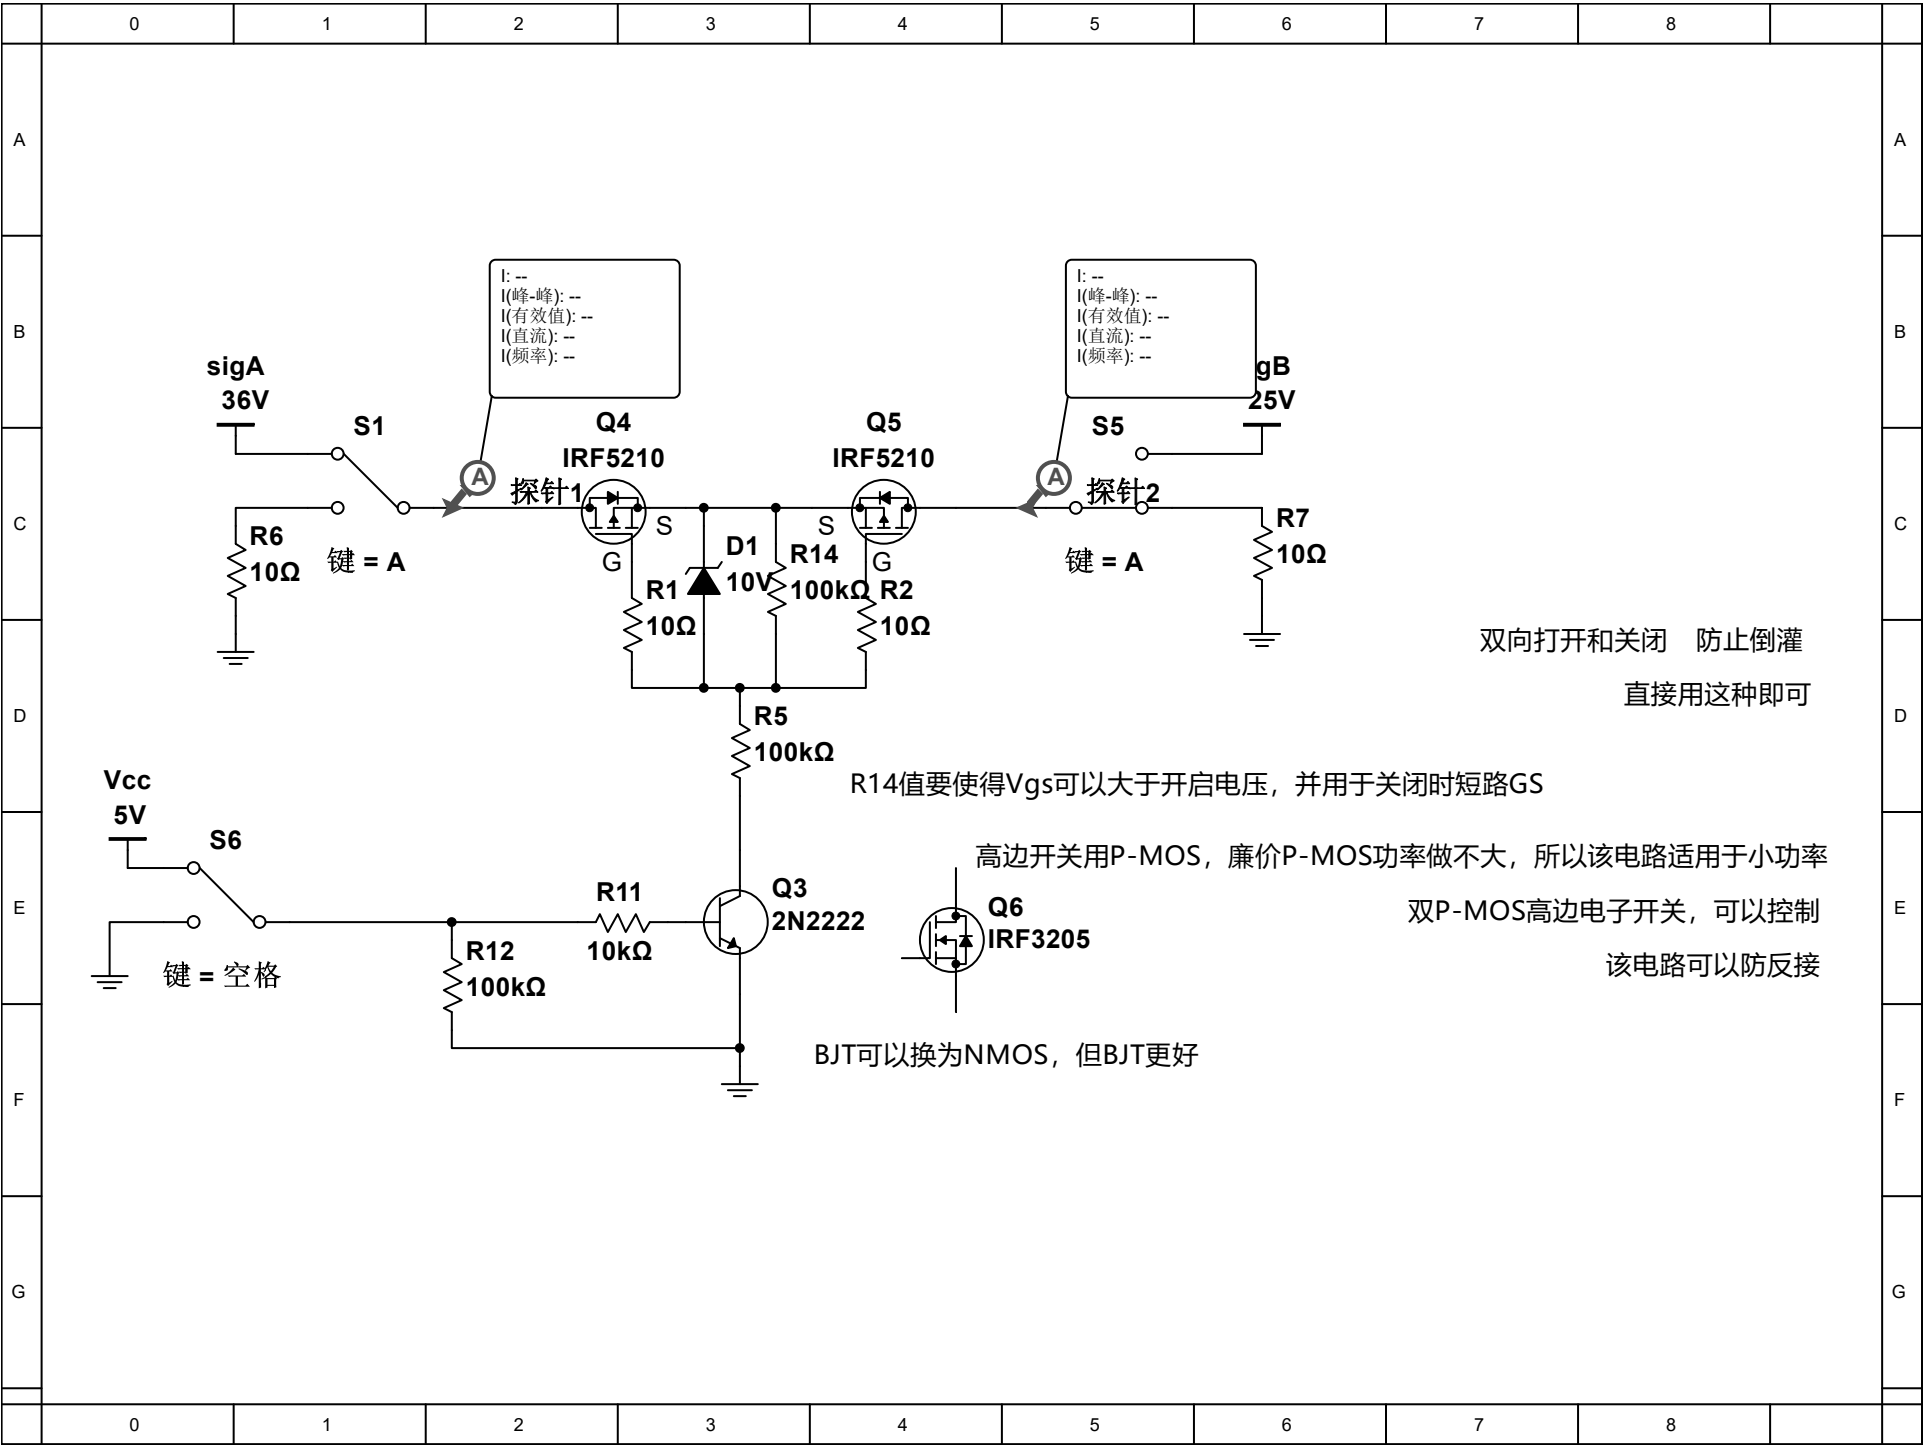 0 1 2 3 4 5 6 7 8
A A
B B
C C
D D
E E
F F
G G
I: --
I(峰-峰): --
I(有效值): --
I(直流): --
I(频率): --
I: --
I(峰-峰): --
I(有效值): --
I(直流): --
I(频率): --
sigA
36V
gB
25V
S1
Q4
IRF5210
Q5
IRF5210
S5
A
A
探针1
探针2
S
S
G
G
R6
10Ω
键 = A
D1
10V
R14
100kΩ
R1
10Ω
R2
10Ω
键 = A
R7
10Ω
双向打开和关闭 防止倒灌
直接用这种即可
R5
100kΩ
R14值要使得Vgs可以大于开启电压，并用于关闭时短路GS
Vcc
5V
S6
高边开关用P-MOS，廉价P-MOS功率做不大，所以该电路适用于小功率
双P-MOS高边电子开关，可以控制
该电路可以防反接
R11
10kΩ
Q3
2N2222
Q6
IRF3205
R12
100kΩ
键 = 空格
BJT可以换为NMOS，但BJT更好
0 1 2 3 4 5 6 7 8